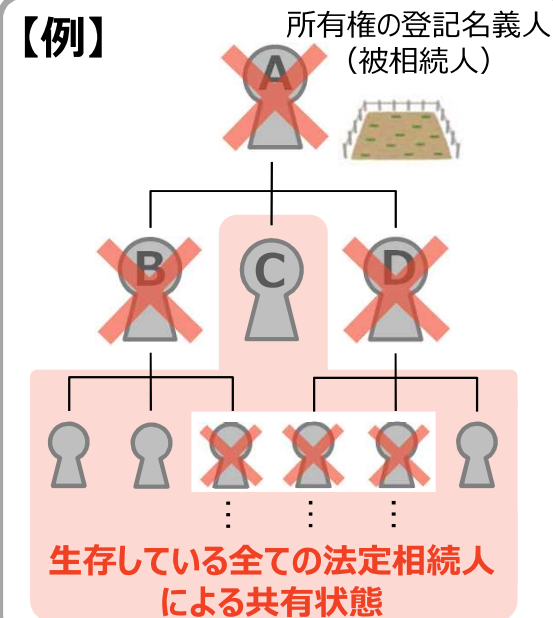 【例】
所有権の登記名義人
（被相続人）
A
B
C
D
生存している全ての法定相続人
による共有状態